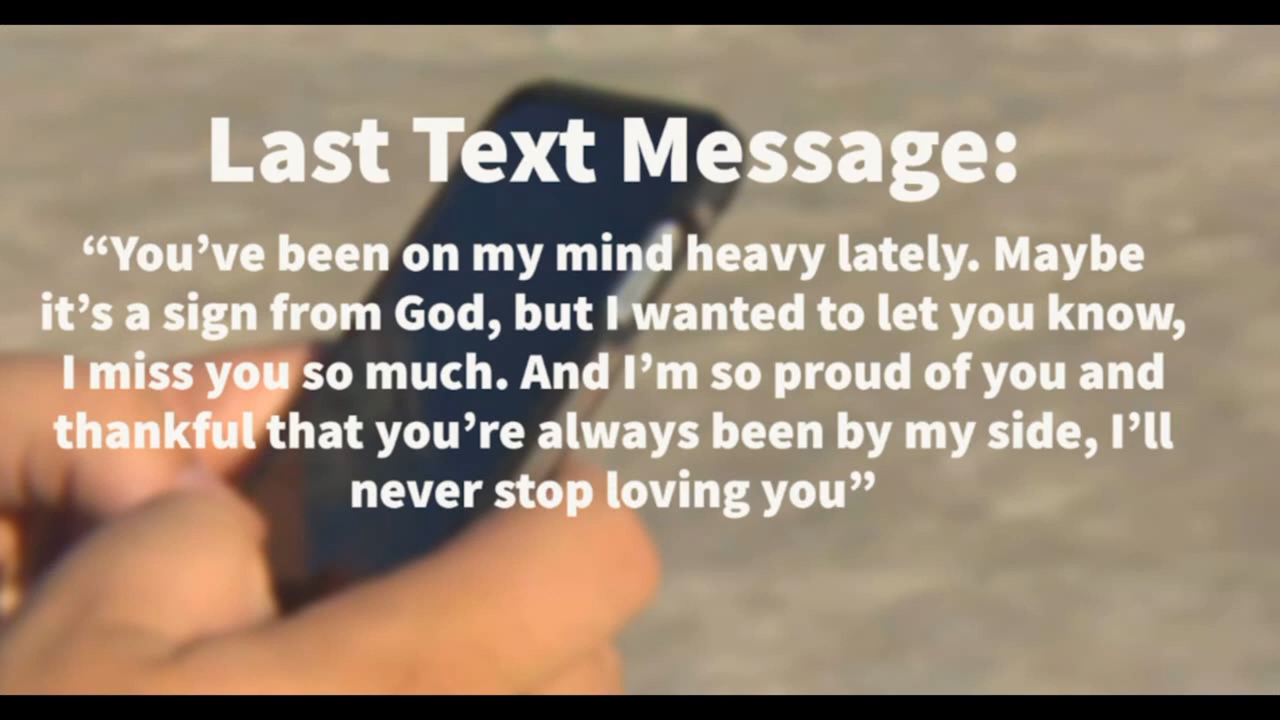 Last Text Message:
“You’ve been on my mind heavy lately. Maybe
it’s a sign from God, but I wanted to let you know,
I miss you so much. And I’m so proud of you and
thankful that you’re always been by my side, I’ll
never stop loving you”